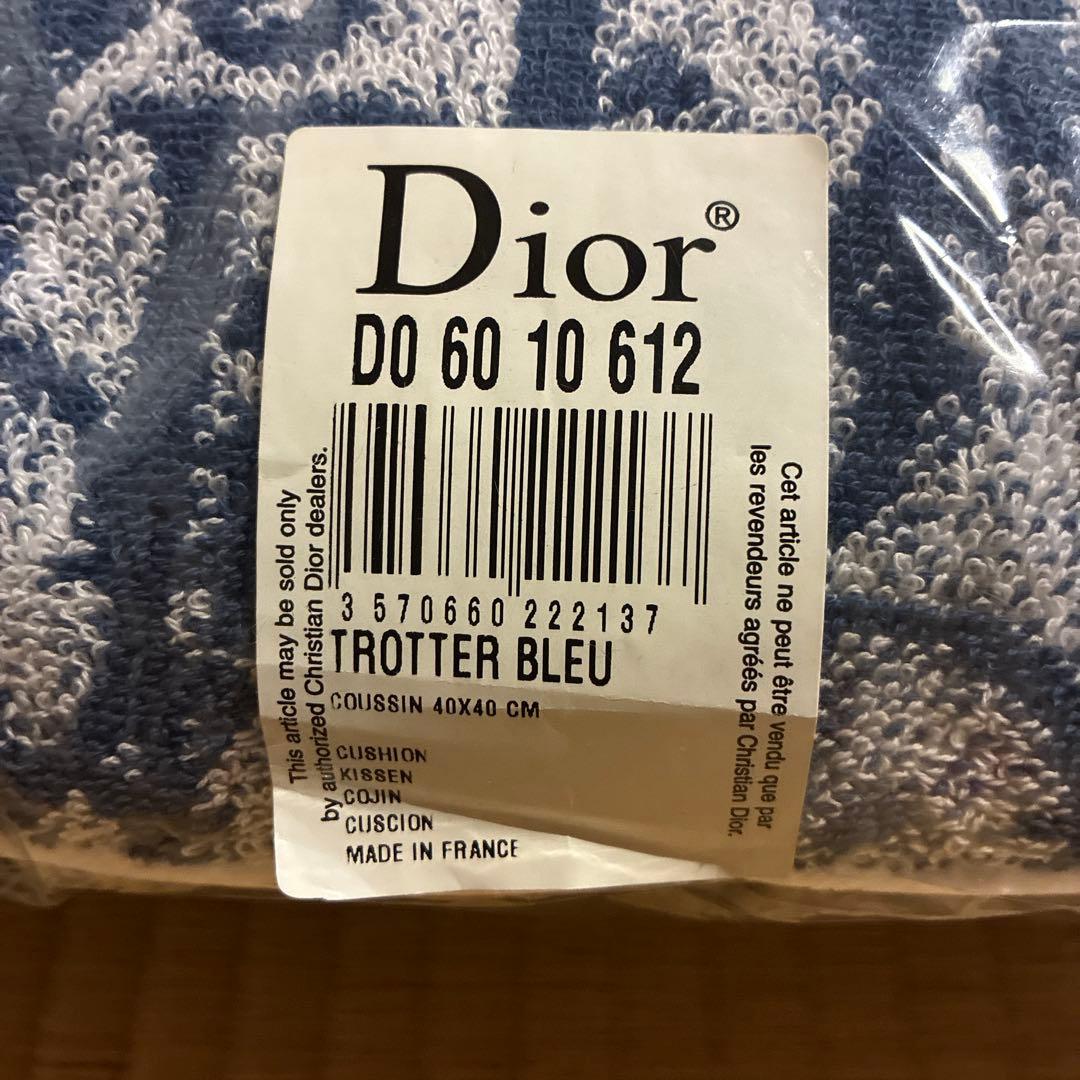 Dior®
DO 60 10 612
3 570660 222137
TROTTER BLEU
COUSSIN 40X40 CM
CUSHION
KISSEN
COJIN
CUSCION
MADE IN FRANCE
This article may be sold only
by authorized Christian Dior dealers.
Cet article ne peut être vendu que par
les revendeurs agréés par Christian Dior.